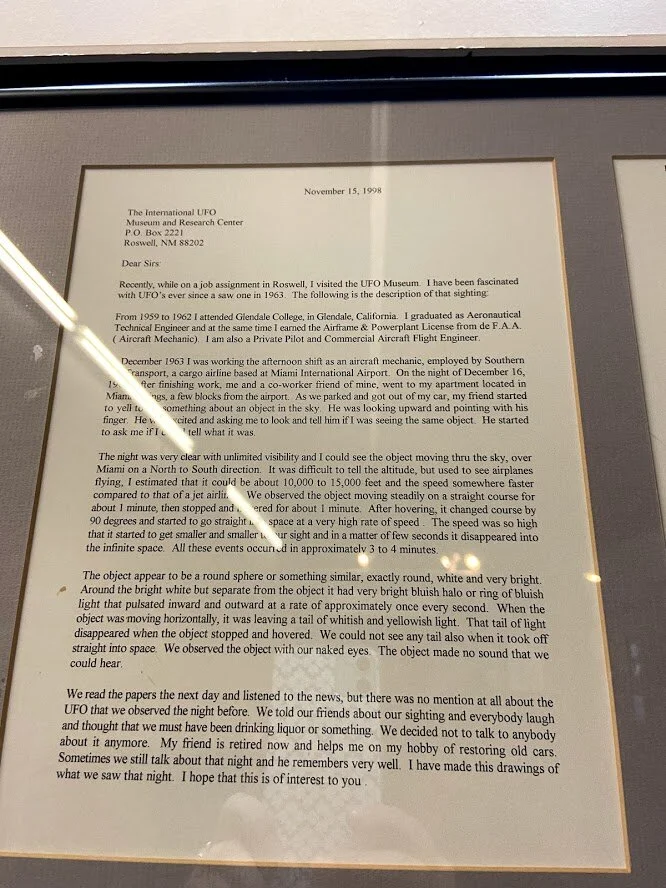 November 15, 1998
The International UFO
Museum and Research Center
P.O. Box 2221
Roswell, NM 88202
Dear Sirs:
Recently, while on a job assignment in Roswell, I visited the UFO Museum. I have been fascinated
with UFO's ever since a saw one in 1963. The following is the description of that sighting:
From 1959 to 1962 I attended Glendale College, in Glendale, California. I graduated as Aeronautical
Technical Engineer and at the same time I earned the Airframe & Powerplant License from de F.A.A.
( Aircraft Mechanic). I am also a Private Pilot and Commercial Aircraft Flight Engineer.
December 1963 I was working the afternoon shift as an aircraft mechanic, employed by Southern
a cargo airline based at Miami International Airport. On the night of December 16,
after finishing work, me and a co-worker friend of mine, went to my apartment located in
Miami a few blocks from the airport. As we parked and got out of my car, my friend started
to yell something about an object in the sky. He was looking upward and pointing with his
finger. He excited and asking me to look and tell him if I was seeing the same object. He started
to ask me if I tell what it was.
The night was very clear with unlimited visibility and I could see the object moving thru the sky, over
Miami on a North to South direction. It was difficult to tell the altitude, but used to see airplanes
flying, I estimated that it could be about 10,000 to 15,000 feet and the speed somewhere faster
compared to that of a jet We observed the object moving steadily on a straight course for
about 1 minute, then stopped and for about 1 minute. After hovering, it changed course by
90 degrees and started to go straight space at a very high rate of speed . The speed was so high
that it started to get smaller and smaller sight and in a matter of few seconds it disappeared into
the infinite space. All these events occurred in approximately 3 to 4 minutes.
The object appear to be a round sphere or something similar, exactly round, white and very bright.
Around the bright white but separate from the object it had very bright bluish halo or ring of bluish
light that pulsated inward and outward at a rate of approximately once every second. When the
object was moving horizontally, it was leaving a tail of whitish and yellowish light. That tail of light
disappeared when the object stopped and hovered. We could not see any tail also when it took off
straight into space. We observed the object with our naked eyes. The object made no sound that we
could hear.
We read the papers the next day and listened to the news, but there was no mention at all about the
UFO that we observed the night before. We told our friends about our sighting and everybody laugh
and thought that we must have been drinking liquor or something. We decided not to talk to anybody
about it anymore. My friend is retired now and helps me on my hobby of restoring old cars.
Sometimes we still talk about that night and he remembers very well. I have made this drawings of
what we saw that night. I hope that this is of interest to you .